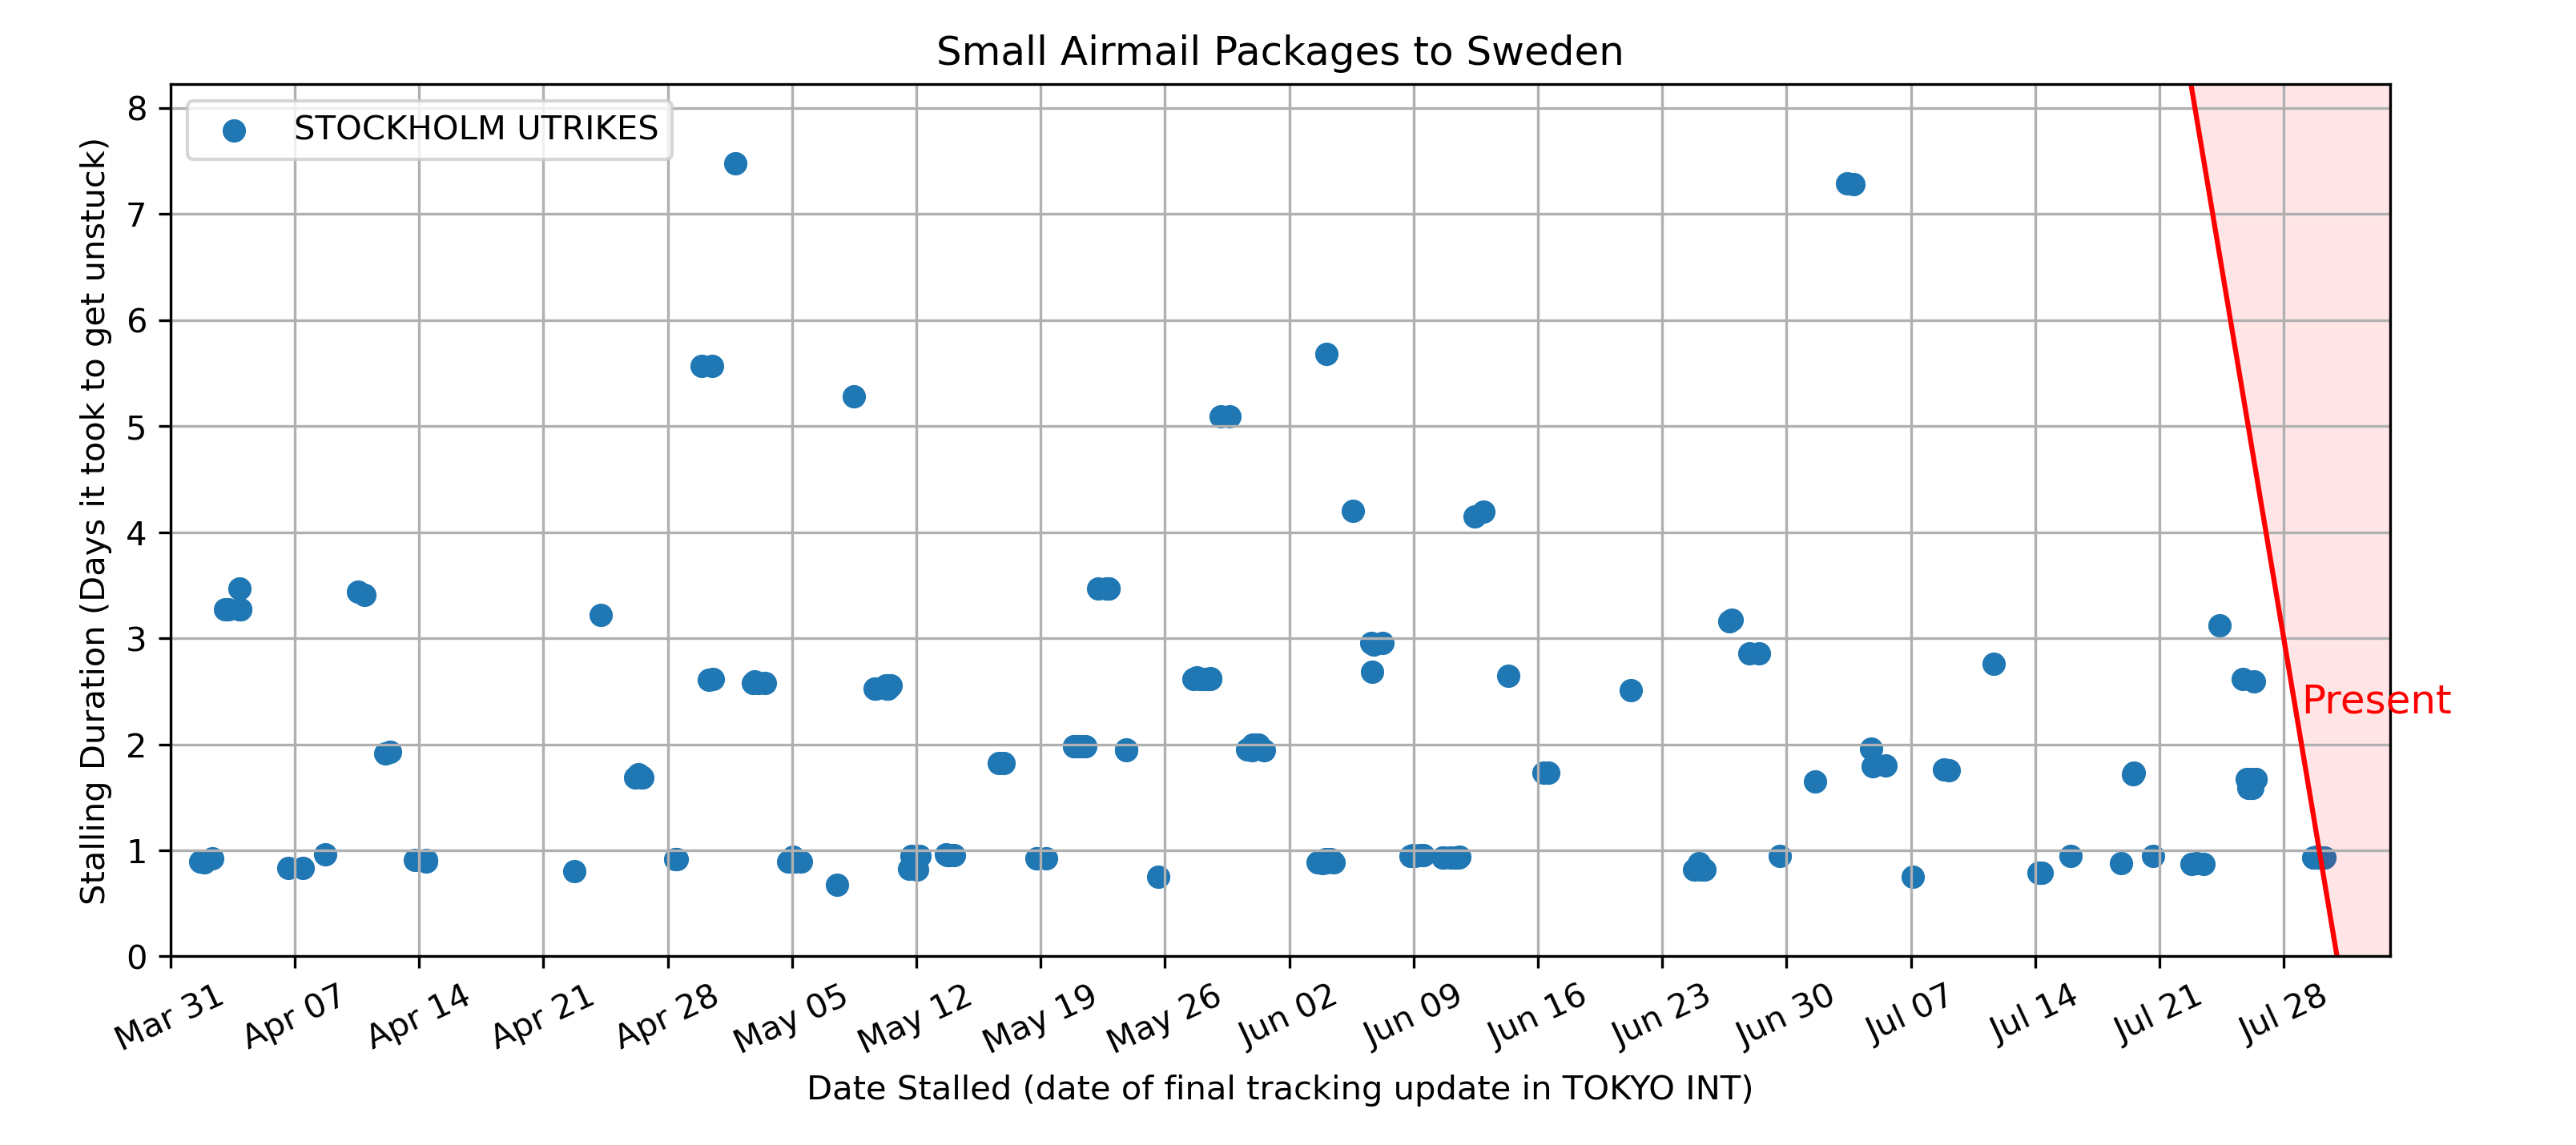 Small Airmail Packages to Sweden
STOCKHOLM UTRIKES
Stalling Duration (Days it took to get unstuck)
8
7
6
5
4
3
2
1
0
Present
Mar 31
Apr 07
Apr 14
Apr 21
Apr 28
May 05
May 12
May 19
May 26
Jun 02
Jun 09
Jun 16
Jun 23
Jun 30
Jul 07
Jul 14
Jul 21
Jul 28
Date Stalled (date of final tracking update in TOKYO INT)